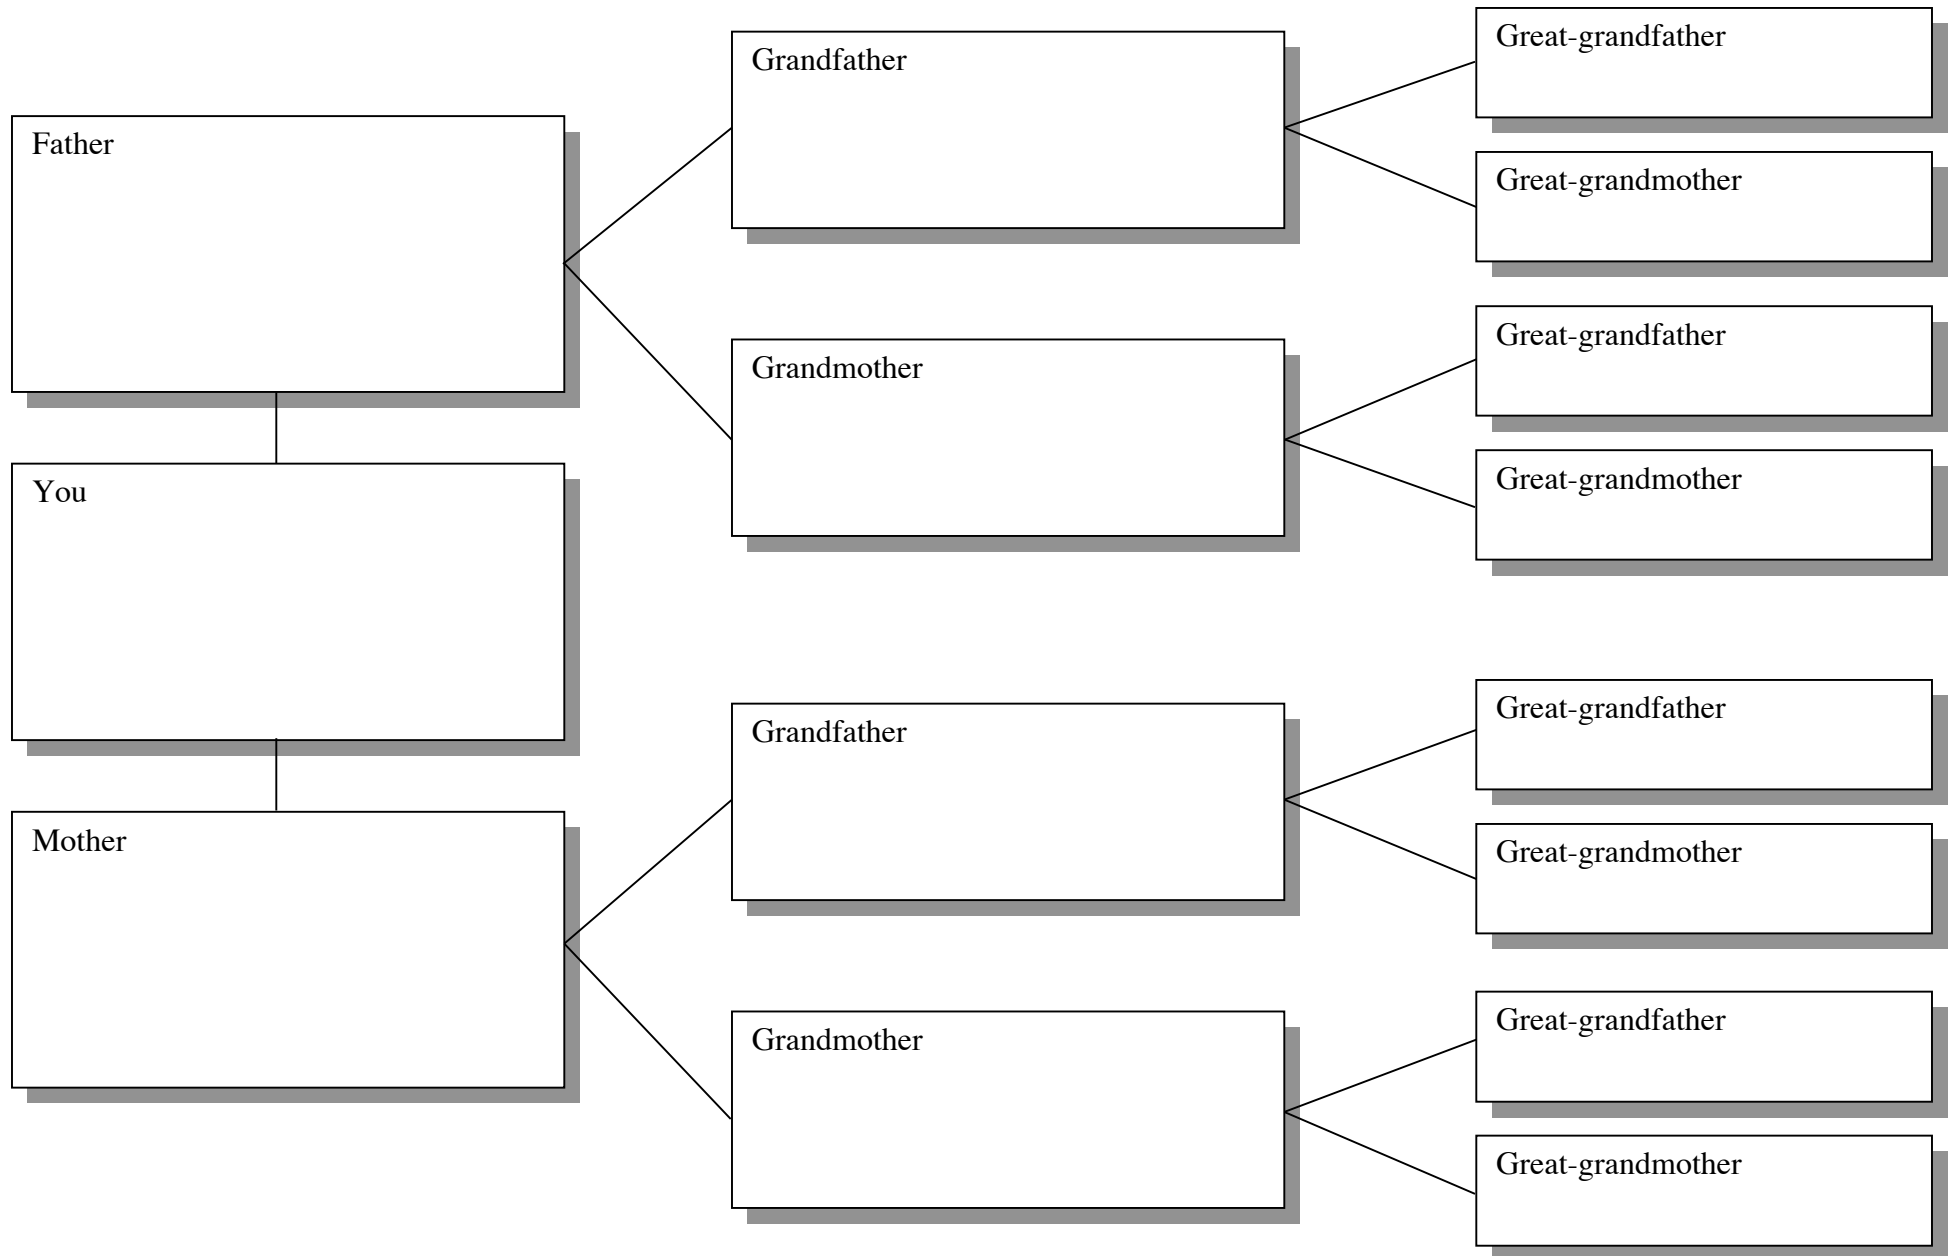 Father
You
Mother
Grandfather
Grandmother
Grandfather
Grandmother
Great-grandfather
Great-grandmother
Great-grandfather
Great-grandmother
Great-grandfather
Great-grandmother
Great-grandfather
Great-grandmother